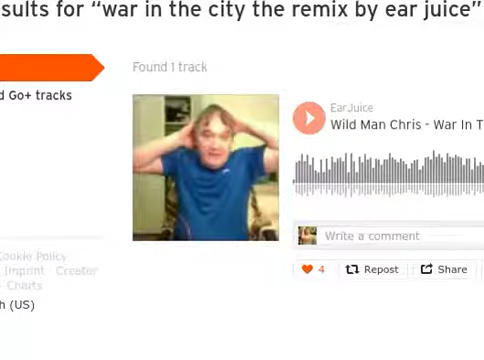 sults for “war in the city the remix by ear juice”
Found 1 track
d Go+ tracks
EarJuice
Wild Man Chris - War In T
Write a comment
Cookie Policy
Imprint · Creator
· Charts
h (US)
4 Repost Share